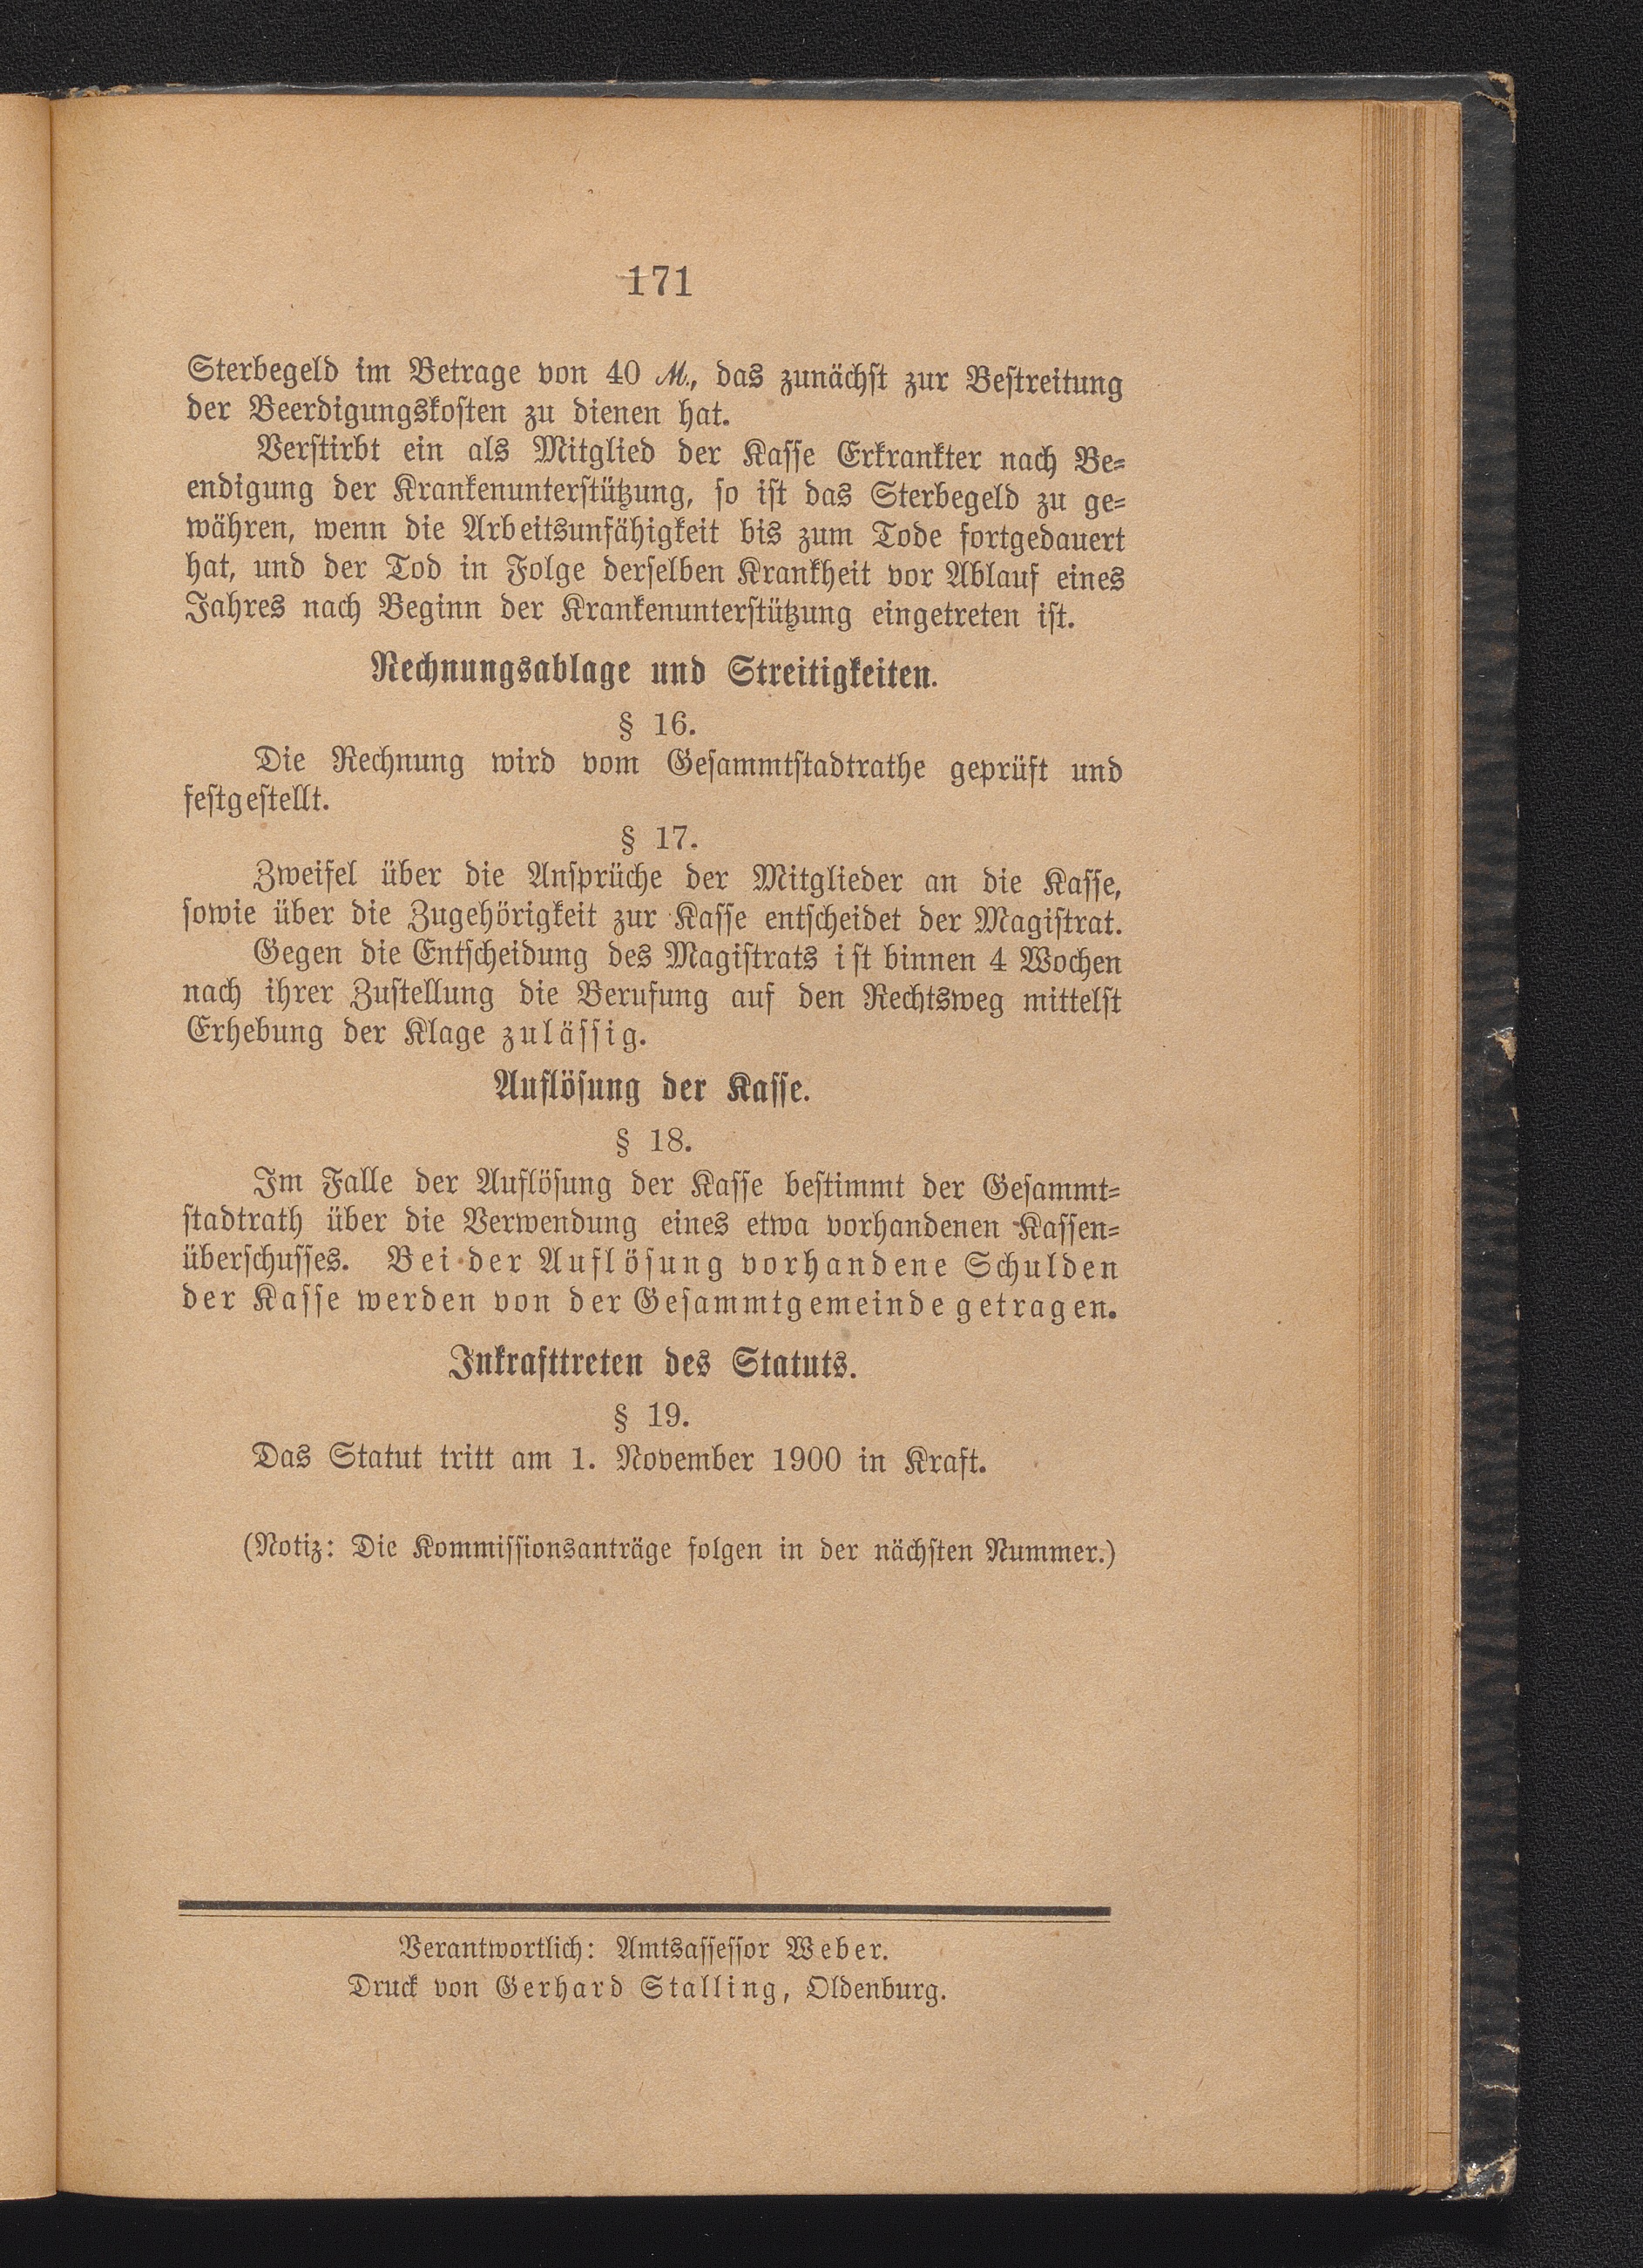 171
Sterbegeld im Betrage von 40 M., das zunächst zur Bestreitung
der Beerdigungskosten zu dienen hat.
Verstirbt ein als Mitglied der Kasse Erkrankter nach Be-
endigung der Krankenunterstützung, so ist das Sterbegeld zu ge-
währen, wenn die Arbeitsunfähigkeit bis zum Tode fortgedauert
hat, und der Tod in Folge derselben Krankheit vor Ablauf eines
Jahres nach Beginn der Krankenunterstützung eingetreten ist.
Rechnungsablage und Streitigkeiten.
§ 16.
Die Rechnung wird vom Gesammtstadtrathe geprüft und
festgestellt.
§ 17.
Zweifel über die Ansprüche der Mitglieder an die Kasse,
sowie über die Zugehörigkeit zur Kasse entscheidet der Magistrat.
Gegen die Entscheidung des Magistrats ist binnen 4 Wochen
nach ihrer Zustellung die Berufung auf den Rechtsweg mittelst
Erhebung der Klage zulässig.
Auflösung der Kasse.
§ 18.
Im Falle der Auflösung der Kasse bestimmt der Gesammt-
stadtrath über die Verwendung eines etwa vorhandenen Kassen-
überschusses. Bei der Auflösung vorhandene Schulden
der Kasse werden von der Gesammtgemeinde getragen.
Inkrafttreten des Statuts.
§ 19.
Das Statut tritt am 1. November 1900 in Kraft.
(Notiz: Die Kommissionsanträge folgen in der nächsten Nummer.)
Verantwortlich: Amtsassessor Weber.
Druck von Gerhard Stalling, Oldenburg.